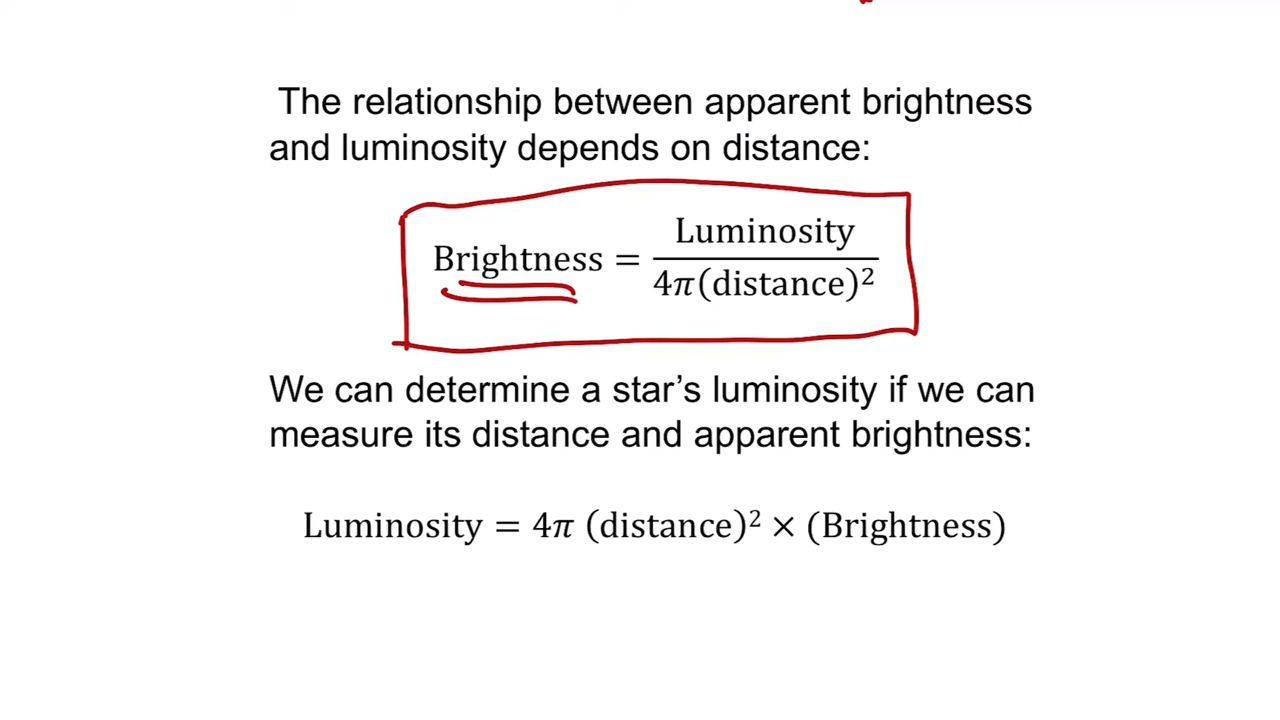 The relationship between apparent brightness
and luminosity depends on distance:
Brightness = Luminosity / 4π(distance)²
We can determine a star’s luminosity if we can
measure its distance and apparent brightness:
Luminosity = 4π (distance)² × (Brightness)